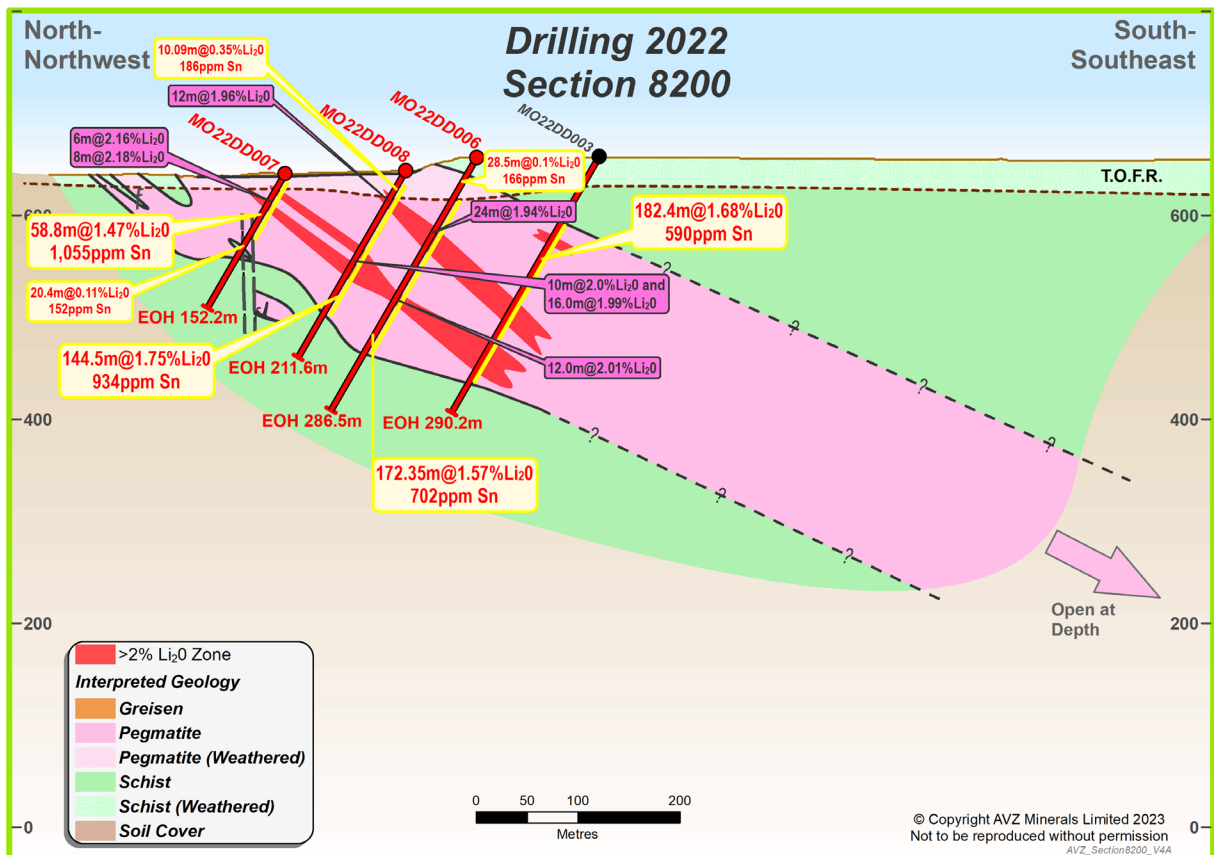 North-
Northwest
Drilling 2022
Section 8200
South-
Southeast
10.09m@0.35%Li₂0
186ppm Sn
12m@1.96%Li₂0
6m@2.16%Li₂0
8m@2.18%Li₂0
MO22DD007
MO22DD008
MO22DD006
MO22DD003
28.5m@0.1%Li₂0
166ppm Sn
T.O.F.R.
600
600
24m@1.94%Li₂0
182.4m@1.68%Li₂0
590ppm Sn
58.8m@1.47%Li₂0
1,055ppm Sn
20.4m@0.11%Li₂0
152ppm Sn
10m@2.0%Li₂0 and
16.0m@1.99%Li₂0
EOH 152.2m
144.5m@1.75%Li₂0
934ppm Sn
EOH 211.6m
12.0m@2.01%Li₂0
EOH 286.5m
EOH 290.2m
400
400
172.35m@1.57%Li₂0
702ppm Sn
?
?
?
?
?
?
?
Open at
Depth
200
200
>2% Li₂0 Zone
Interpreted Geology
Greisen
Pegmatite
Pegmatite (Weathered)
Schist
Schist (Weathered)
Soil Cover
0
0
0 50 100 200
Metres
© Copyright AVZ Minerals Limited 2023
Not to be reproduced without permission
AVZ_Section8200_V4A